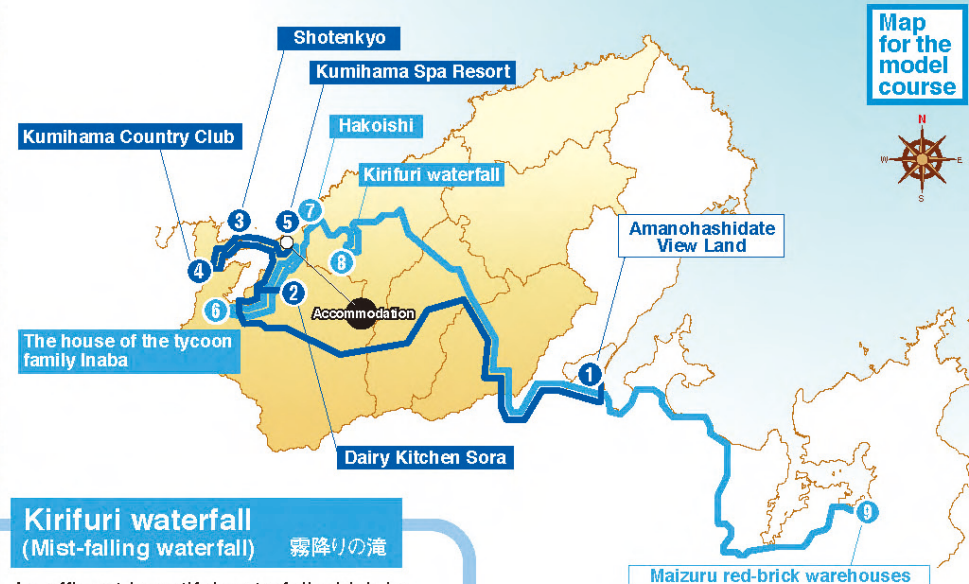 Map
for the
model
course
N
W
E
S
Shotenkyo
Kumihama Spa Resort
Kumihama Country Club
Hakoishi
Kirifuri waterfall
3
5
7
4
8
6
2
Accommodation
Amanohashidate
View Land
1
The house of the tycoon
family Inaba
Dairy Kitchen Sora
9
Maizuru red-brick warehouses
Kirifuri waterfall
(Mist-falling waterfall) 霧降りの滝